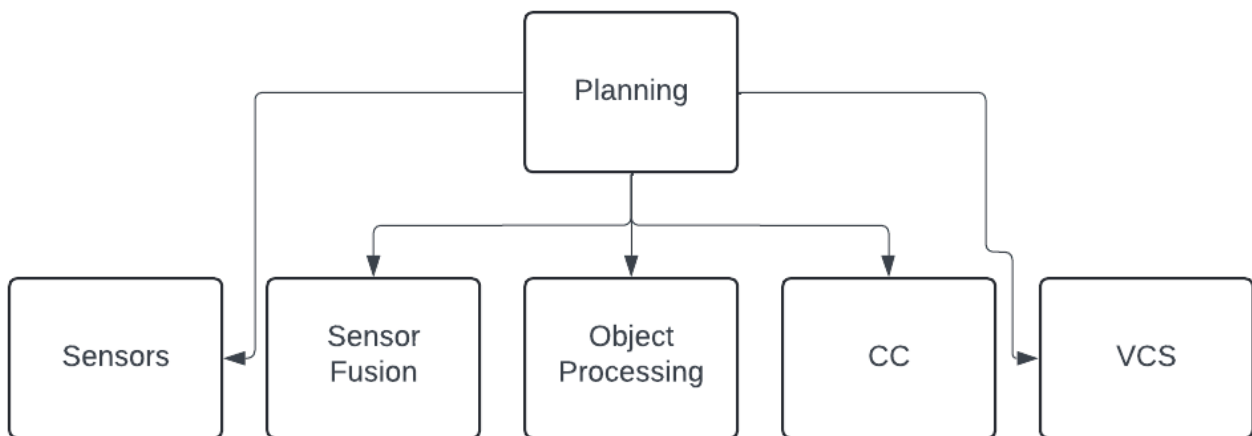 Planning
Sensors
Sensor
Fusion
Object
Processing
CC
VCS